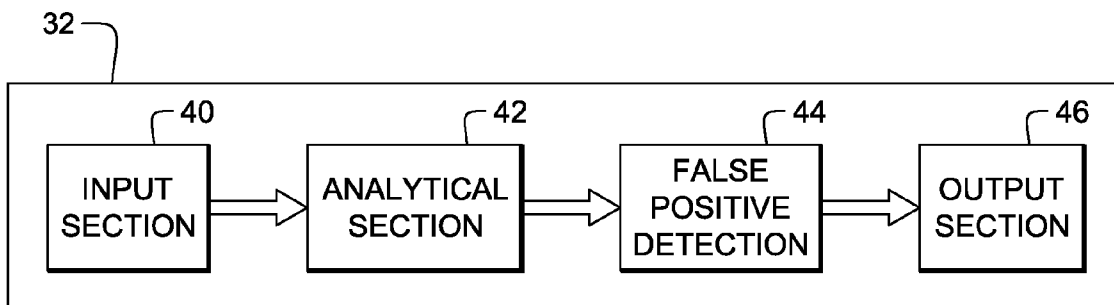 32
40
42
44
46
INPUT
SECTION
ANALYTICAL
SECTION
FALSE
POSITIVE
DETECTION
OUTPUT
SECTION